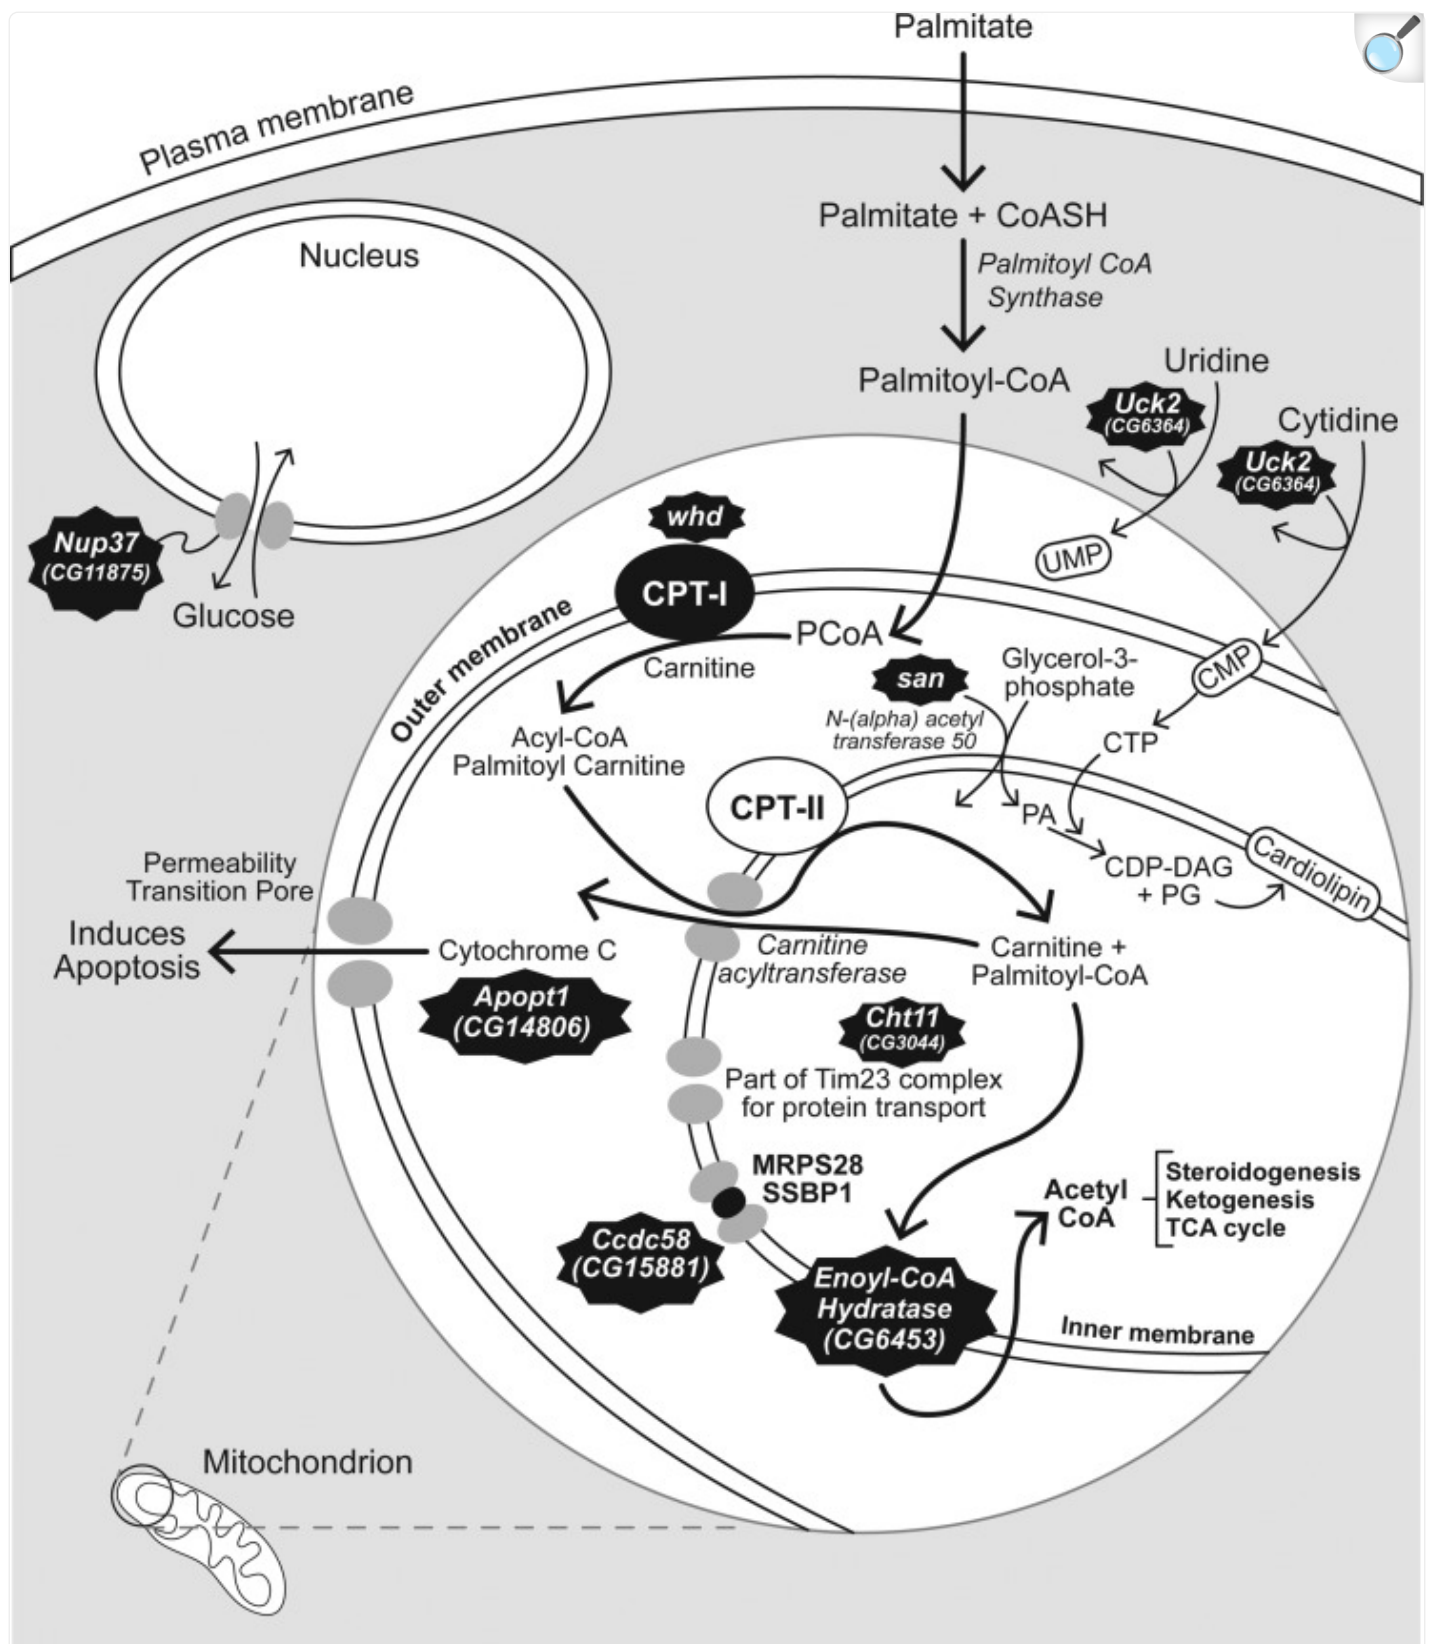 Palmitate
Plasma membrane
Palmitate + CoASH
Nucleus
Palmitoyl CoA
Synthase
Palmitoyl-CoA
Uridine
Uck2
(CG6364)
Cytidine
Uck2
(CG6364)
whd
Nup37
(CG11875)
UMP
CPT-I
Glucose
Outer membrane
PCoA
Carnitine
san
Glycerol-3-
phosphate
CMP
N-(alpha) acetyl
transferase 50
CTP
Acyl-CoA
Palmitoyl Carnitine
CPT-II
PA
CDP-DAG
+ PG
Cardiolipin
Permeability
Transition Pore
Induces
Apoptosis
Cytochrome C
Carnitine
acyltransferase
Carnitine +
Palmitoyl-CoA
Apopt1
(CG14806)
Cht11
(CG3044)
Part of Tim23 complex
for protein transport
MRPS28
SSBP1
Acetyl
CoA
Steroidogenesis
Ketogenesis
TCA cycle
Ccdc58
(CG15881)
Enoyl-CoA
Hydratase
(CG6453)
Inner membrane
Mitochondrion